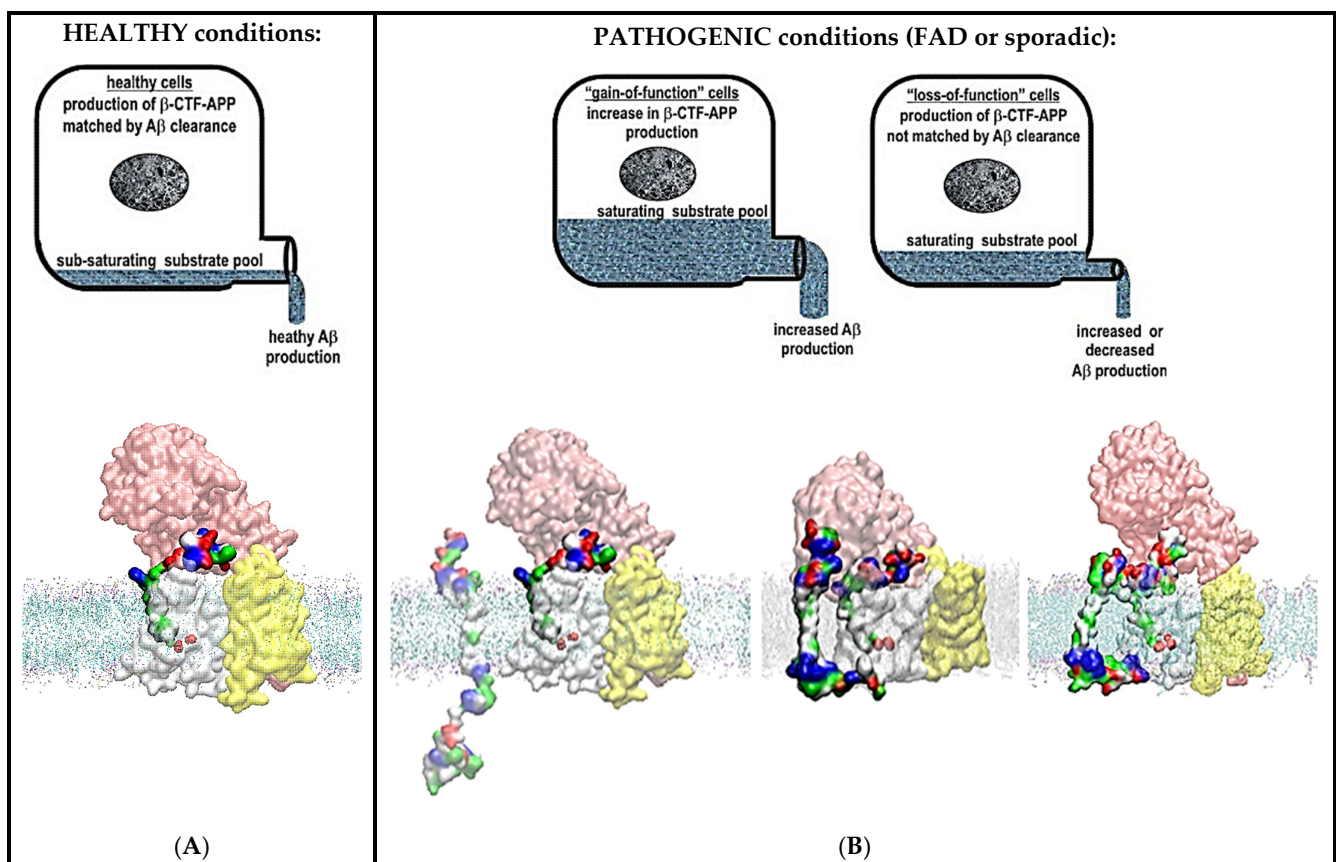 HEALTHY conditions:
healthy cells
production of β-CTF-APP
matched by Aβ clearance
sub-saturating substrate pool
heathy Aβ
production
(A)
PATHOGENIC conditions (FAD or sporadic):
“gain-of-function” cells
increase in β-CTF-APP
production
saturating substrate pool
increased Aβ
production
“loss-of-function” cells
production of β-CTF-APP
not matched by Aβ clearance
saturating substrate pool
increased or
decreased
Aβ production
(B)